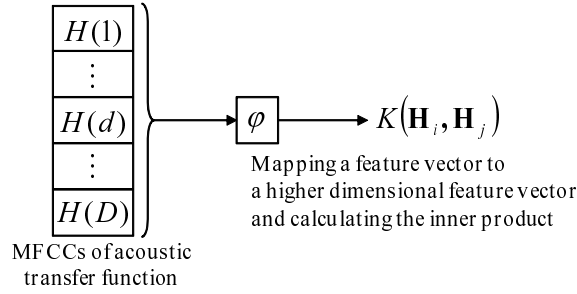 H(1)
⋮
H(d)
⋮
H(D)
φ
K(H_i, H_j)
Mapping a feature vector to
a higher dimensional feature vector
and calculating the inner product
MFCCs of acoustic
transfer function